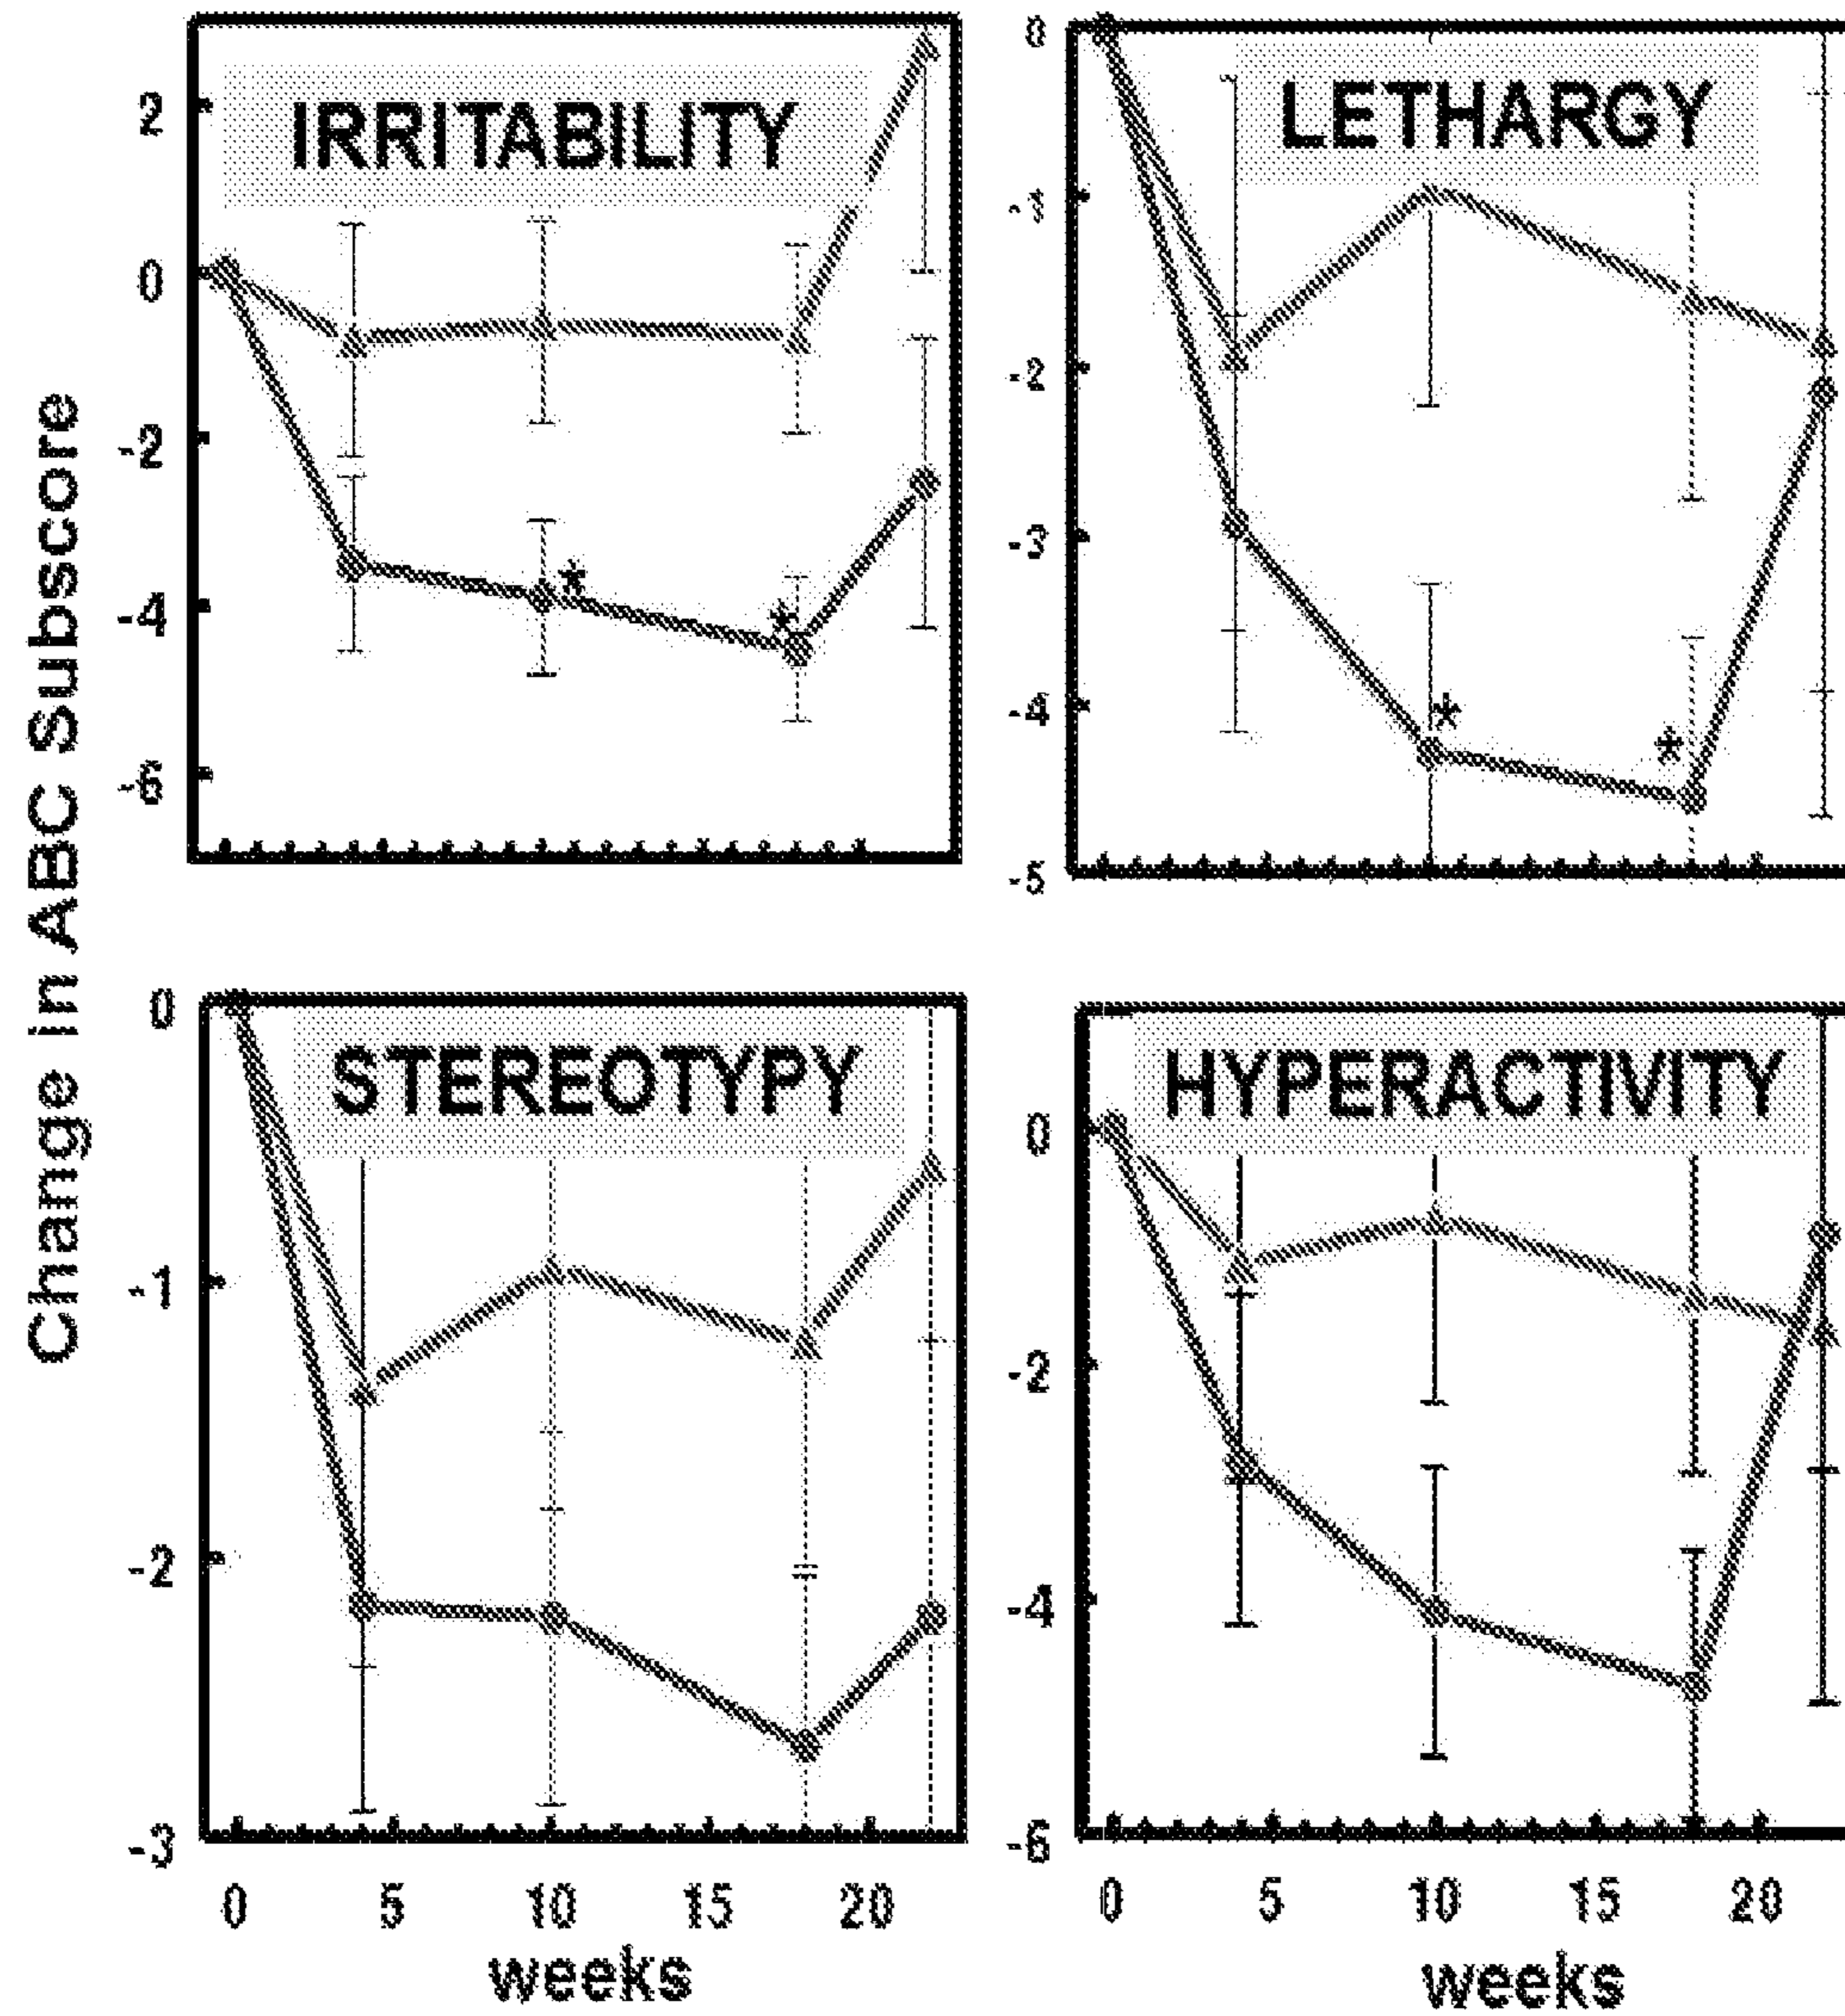 Change in ABC Subscore
IRRITABILITY
2
0
-2
-4
-6
*
*
LETHARGY
0
-1
-2
-3
-4
-5
*
*
STEREOTYPY
0
-1
-2
-3
0 5 10 15 20
weeks
HYPERACTIVITY
0
-2
-4
-6
0 5 10 15 20
weeks